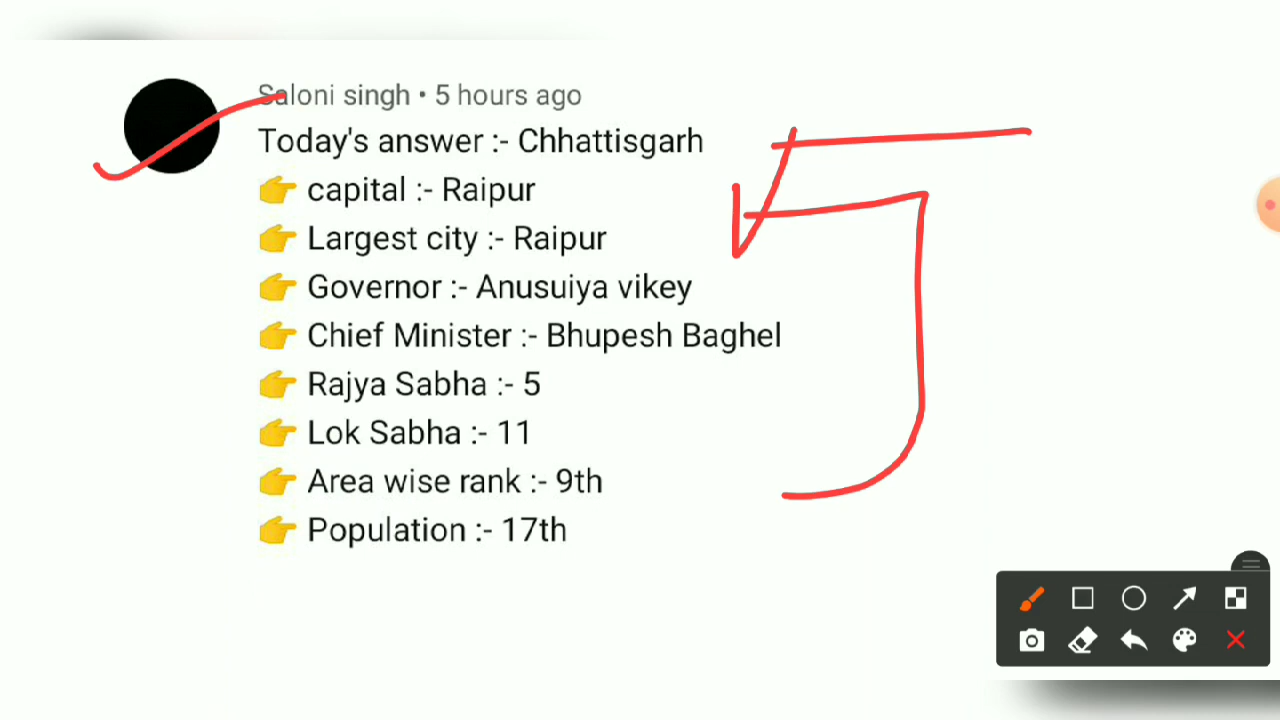 Saloni singh • 5 hours ago
Today's answer :- Chhattisgarh
👉 capital :- Raipur
👉 Largest city :- Raipur
👉 Governor :- Anusuiya vikey
👉 Chief Minister :- Bhupesh Baghel
👉 Rajya Sabha :- 5
👉 Lok Sabha :- 11
👉 Area wise rank :- 9th
👉 Population :- 17th